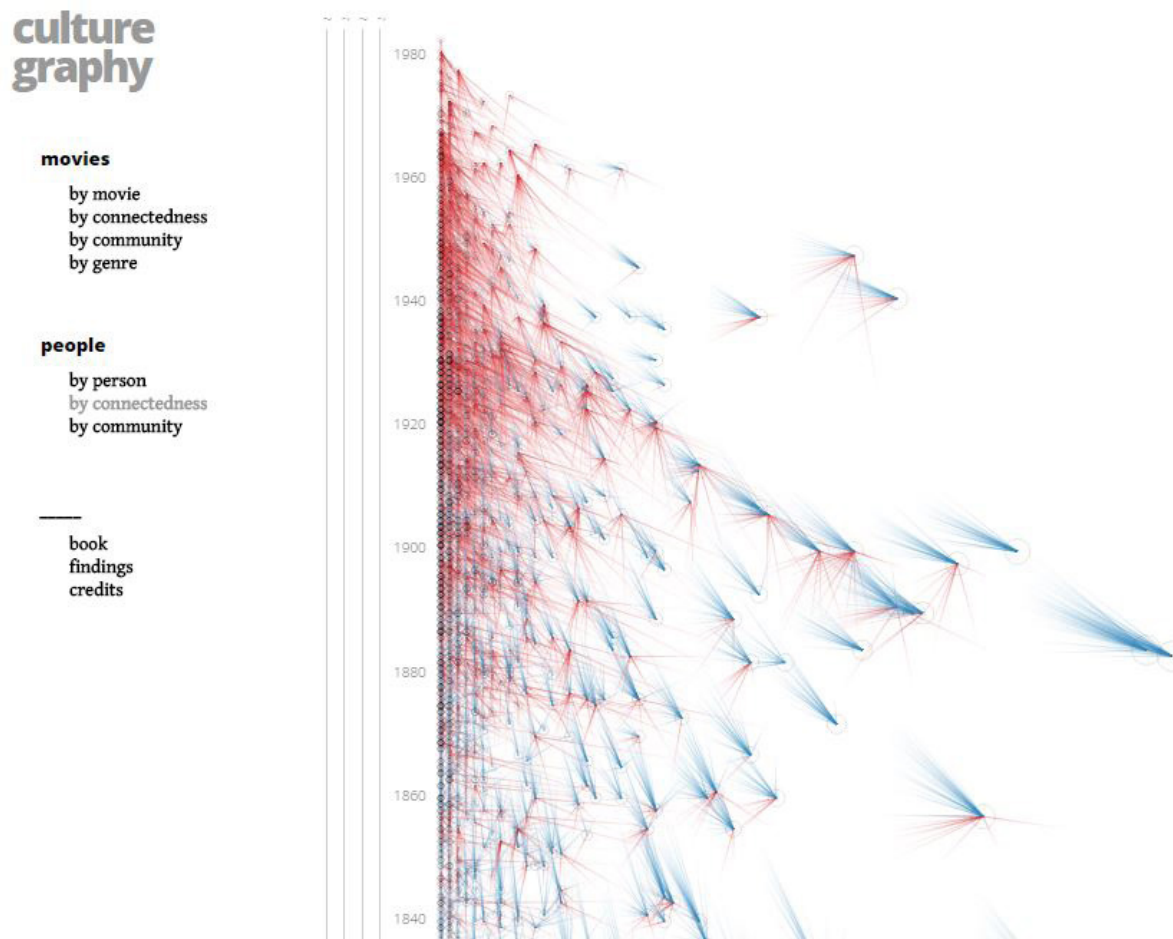 culture
graphy
movies
by movie
by connectedness
by community
by genre
people
by person
by connectedness
by community
book
findings
credits
1980
1960
1940
1920
1900
1880
1860
1840